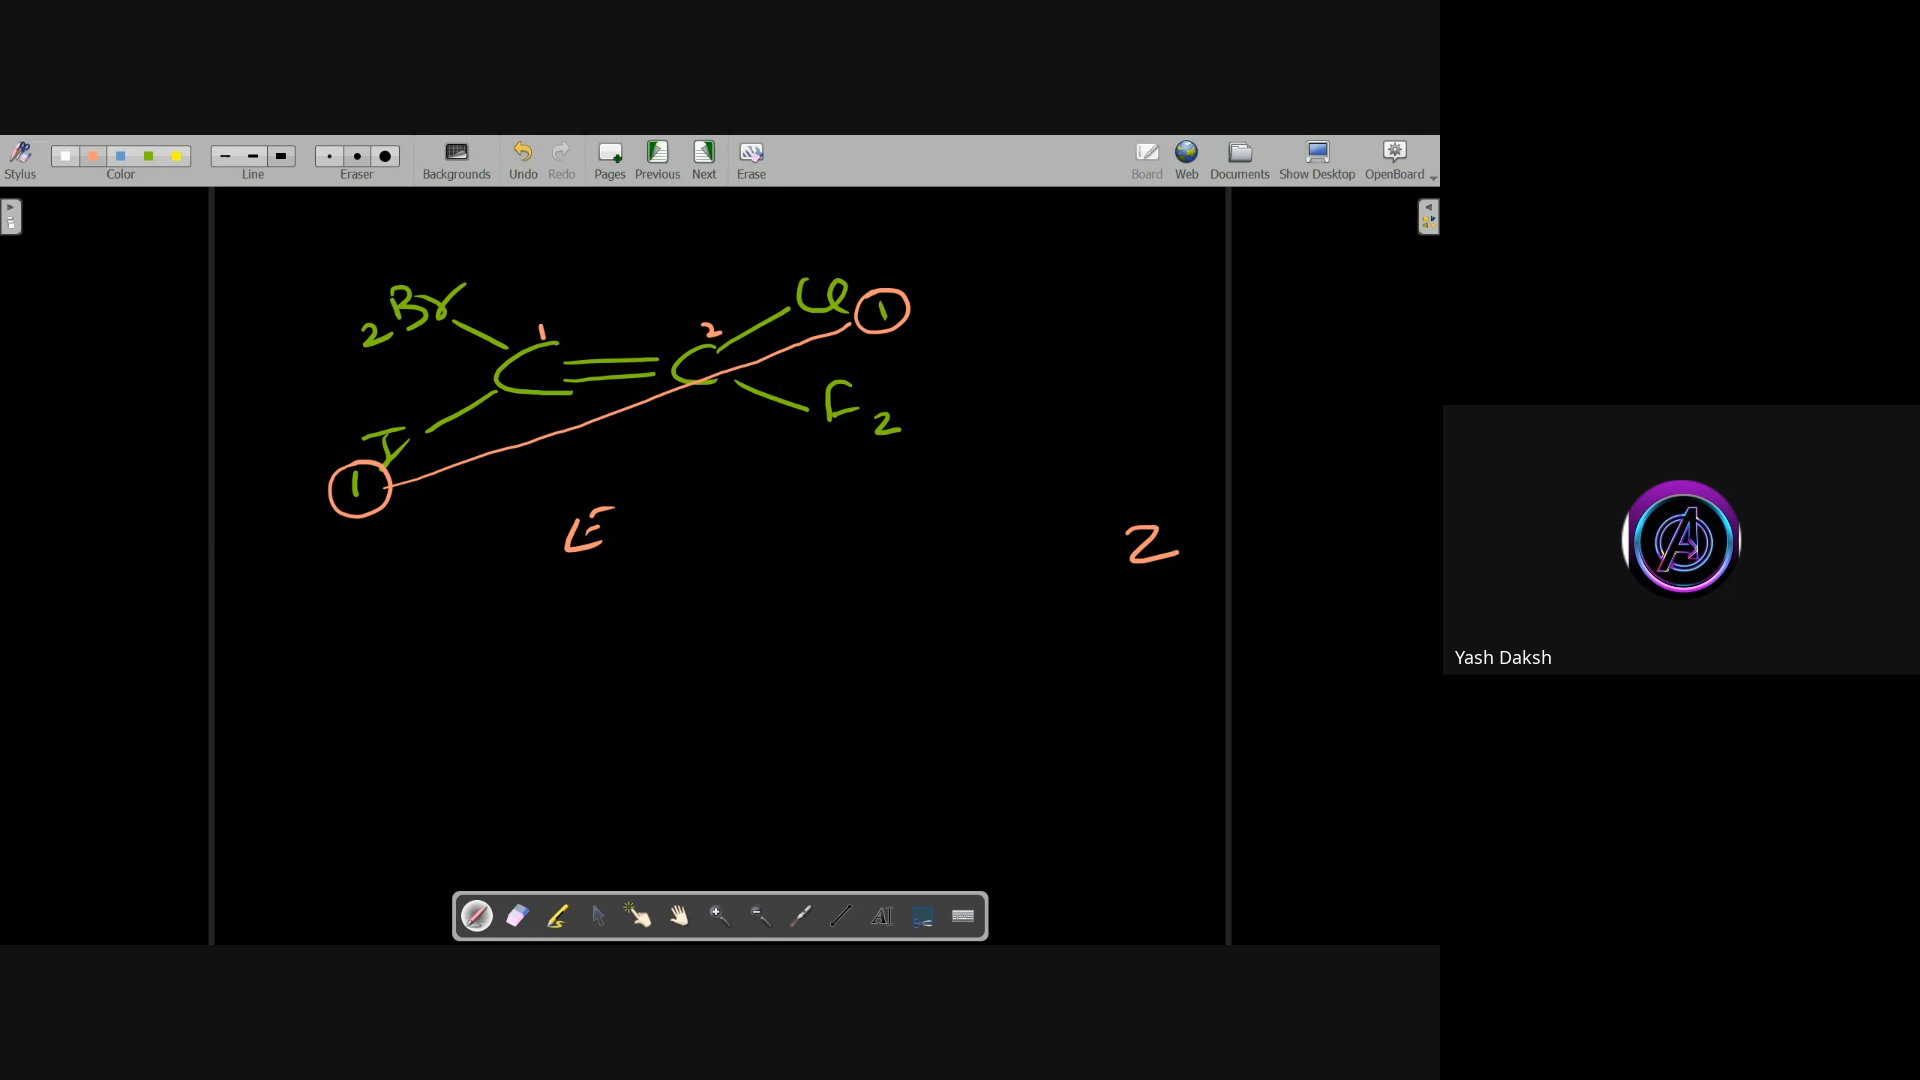 Stylus Color Line Eraser Backgrounds Undo Redo Pages Previous Next Erase Board Web Documents Show Desktop OpenBoard
2 Br 1 2 Cl 1
C = C
I F 2
1
E Z
Yash Daksh